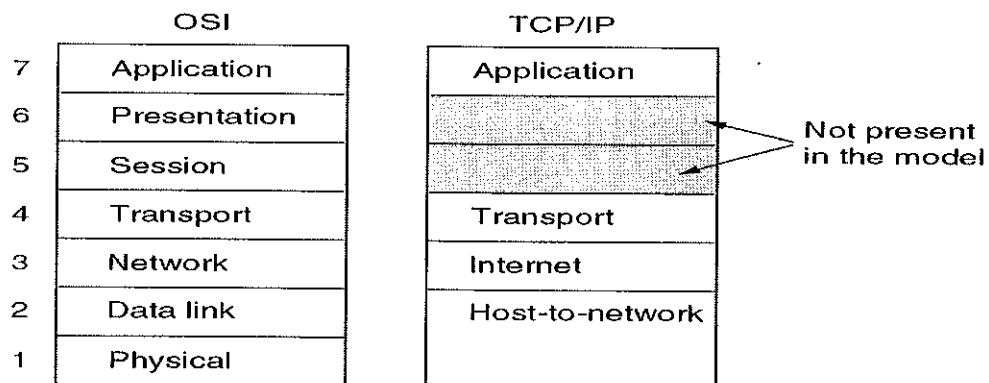 OSI TCP/IP
7 Application Application
6 Presentation
Not present
in the model
5 Session
4 Transport Transport
3 Network Internet
2 Data link Host-to-network
1 Physical